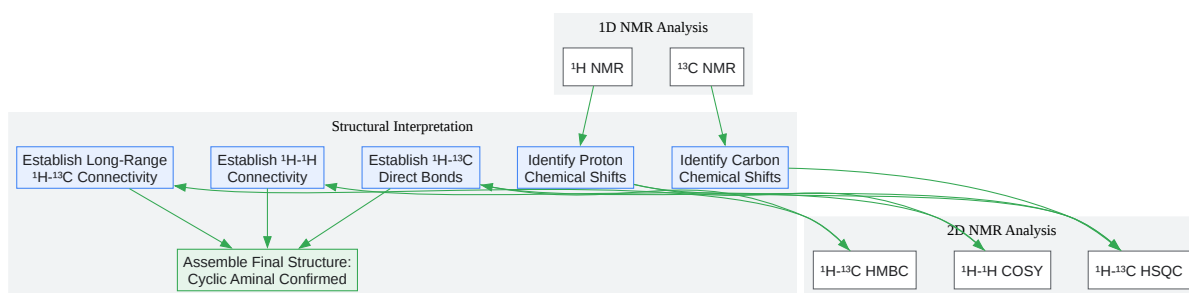 1D NMR Analysis
¹H NMR
¹³C NMR
Structural Interpretation
Establish Long-Range
¹H-¹³C Connectivity
Establish ¹H-¹H
Connectivity
Establish ¹H-¹³C
Direct Bonds
Identify Proton
Chemical Shifts
Identify Carbon
Chemical Shifts
2D NMR Analysis
Assemble Final Structure:
Cyclic Aminal Confirmed
¹H-¹³C HMBC
¹H-¹H COSY
¹H-¹³C HSQC